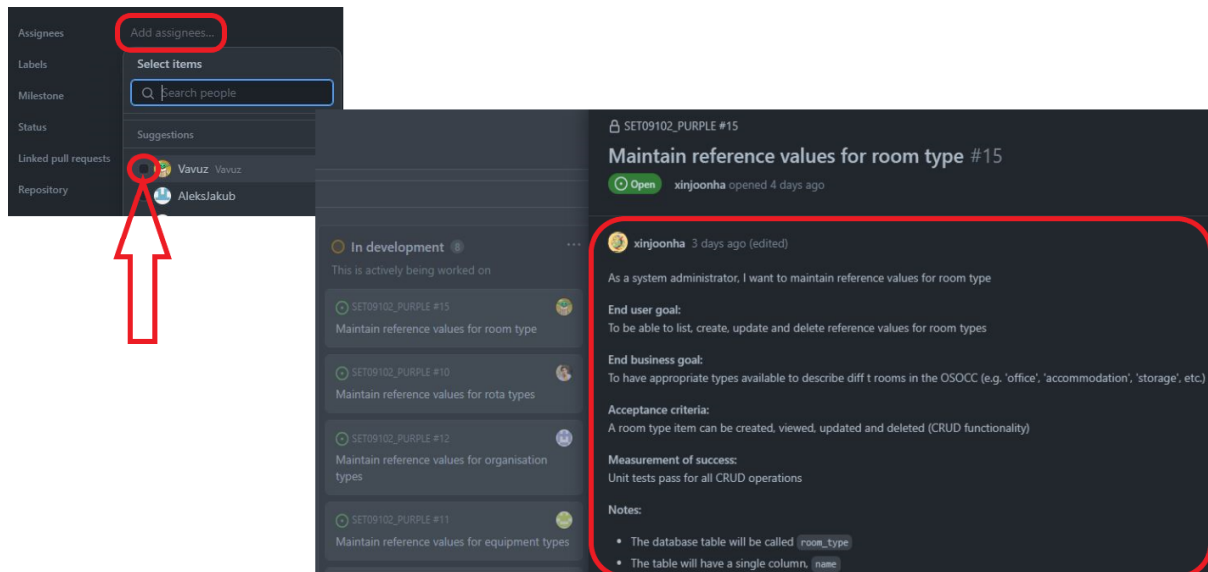 Assignees
Add assignees...
Labels
Select items
Milestone
Search people
Status
Suggestions
Linked pull requests
Vavuz Vavuz
Repository
AleksJakub
In development 8
This is actively being worked on
SET09102_PURPLE #15
Maintain reference values for room type
SET09102_PURPLE #10
Maintain reference values for rota types
SET09102_PURPLE #12
Maintain reference values for organisation
types
SET09102_PURPLE #11
Maintain reference values for equipment types
SET09102_PURPLE #15
Maintain reference values for room type #15
Open xinjoonha opened 4 days ago
xinjoonha 3 days ago (edited)
As a system administrator, I want to maintain reference values for room type
End user goal:
To be able to list, create, update and delete reference values for room types
End business goal:
To have appropriate types available to describe diff t rooms in the OSOCC (e.g. 'office', 'accommodation', 'storage', etc.)
Acceptance criteria:
A room type item can be created, viewed, updated and deleted (CRUD functionality)
Measurement of success:
Unit tests pass for all CRUD operations
Notes:
• The database table will be called room_type
• The table will have a single column, name